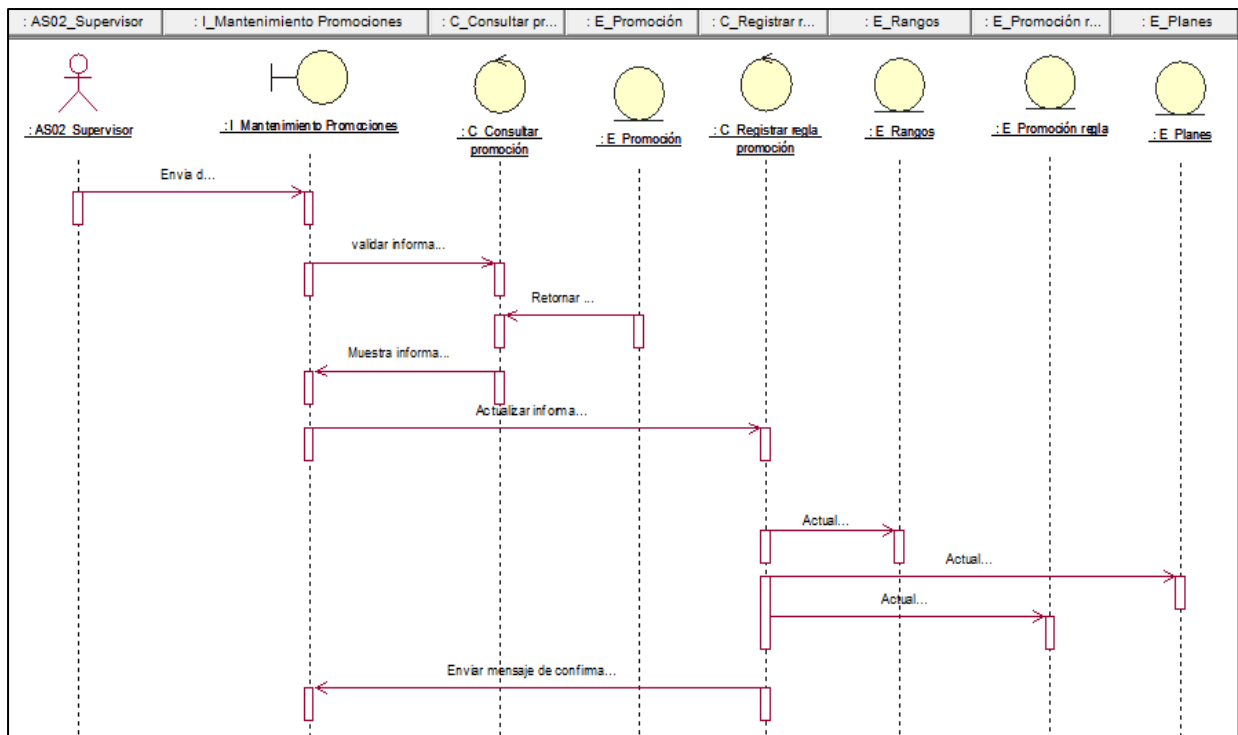 : AS02_Supervisor
: I_Mantenimiento Promociones
: C_Consultar pr...
: E_Promoción
: C_Registrar r...
: E_Rangos
: E_Promoción r...
: E_Planes
: AS02_Supervisor
: I_Mantenimiento Promociones
: C_Consultar
promoción
: E_Promoción
: C_Registrar regla
promoción
: E_Rangos
: E_Promoción regla
: E_Planes
Envia d...
validar informa...
Retornar ...
Muestra informa...
Actualizar informa...
Actual...
Actual...
Actual...
Enviar mensaje de confirma...